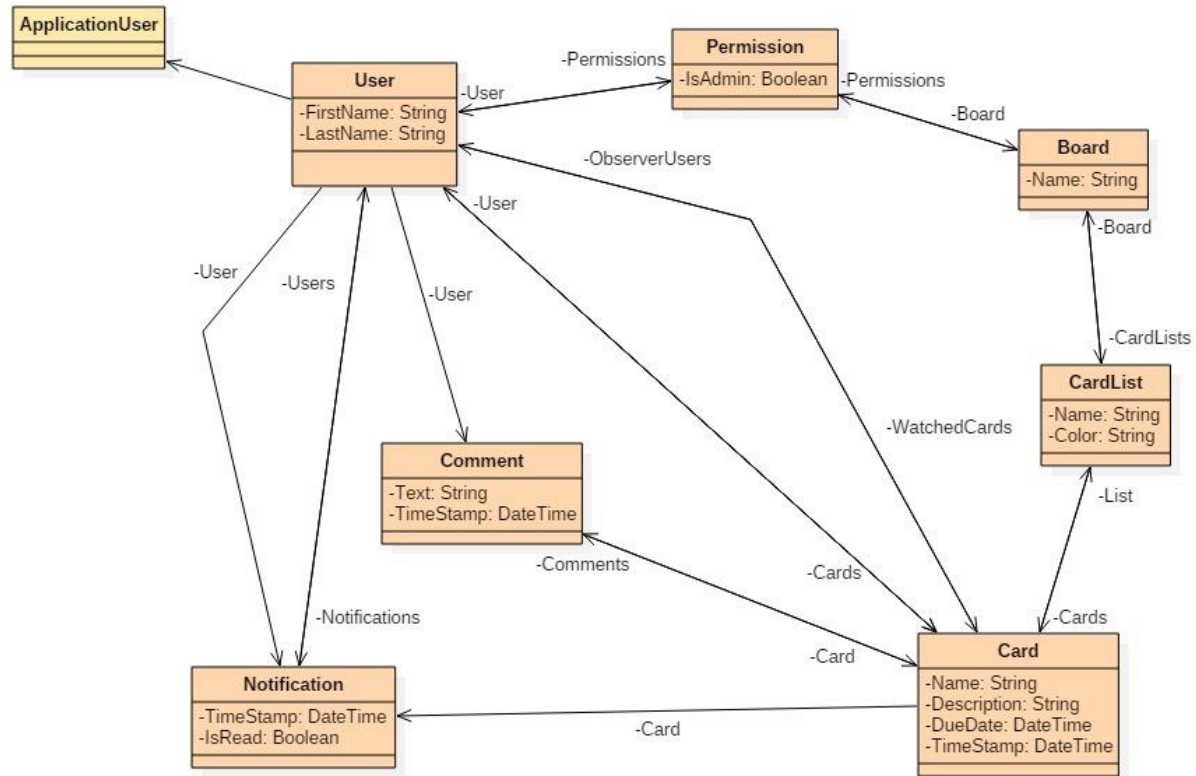 ApplicationUser
User
-FirstName: String
-LastName: String
Permission
-IsAdmin: Boolean
-Permissions
-User
-Permissions
-Board
Board
-Name: String
-ObserverUsers
-User
-Board
-User
-Users
-User
-CardLists
CardList
-Name: String
-Color: String
-WatchedCards
Comment
-Text: String
-TimeStamp: DateTime
-List
-Comments
-Cards
-Notifications
-Cards
-Card
Card
-Name: String
-Description: String
-DueDate: DateTime
-TimeStamp: DateTime
Notification
-TimeStamp: DateTime
-IsRead: Boolean
-Card